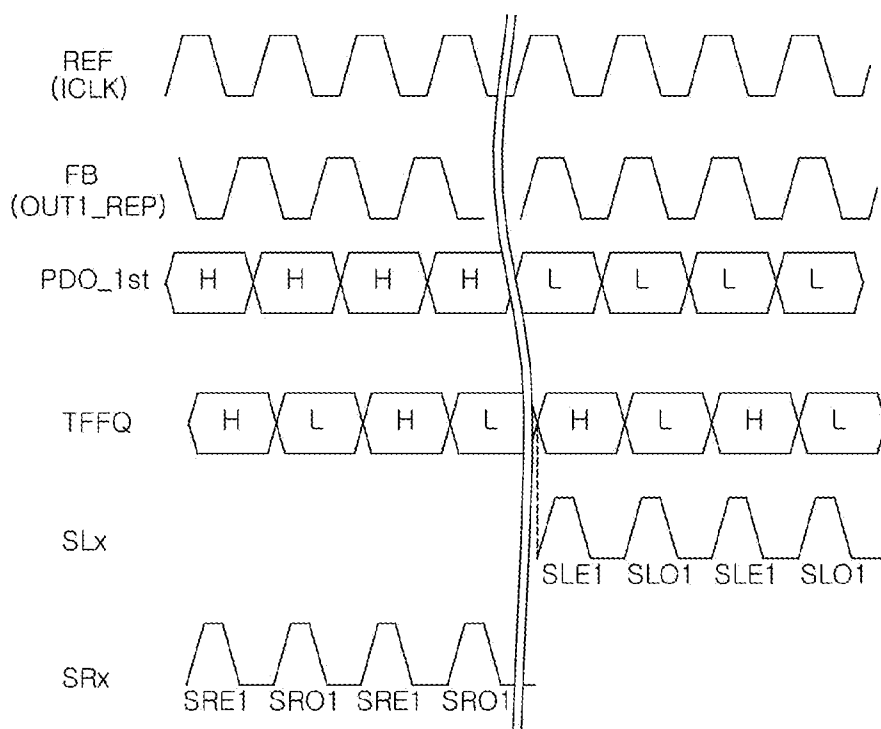 REF
(ICLK)
FB
(OUT1_REP)
PDO_1st H H H H L L L L
TFFQ H L H L H L H L
SLx
SLE1 SLO1 SLE1 SLO1
SRx
SRE1 SRO1 SRE1 SRO1